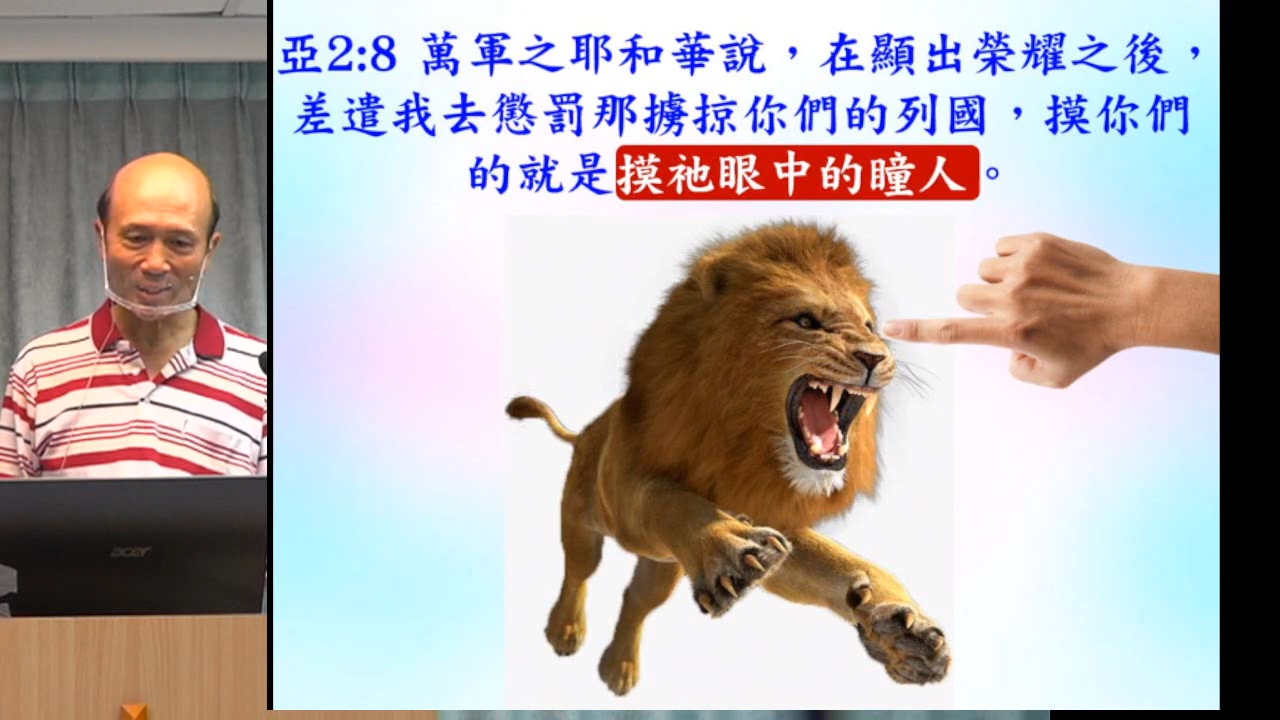 亞2:8 萬軍之耶和華說，在顯出榮耀之後，
差遣我去懲罰那擄掠你們的列國，摸你們
的就是摸祂眼中的瞳人。
acer